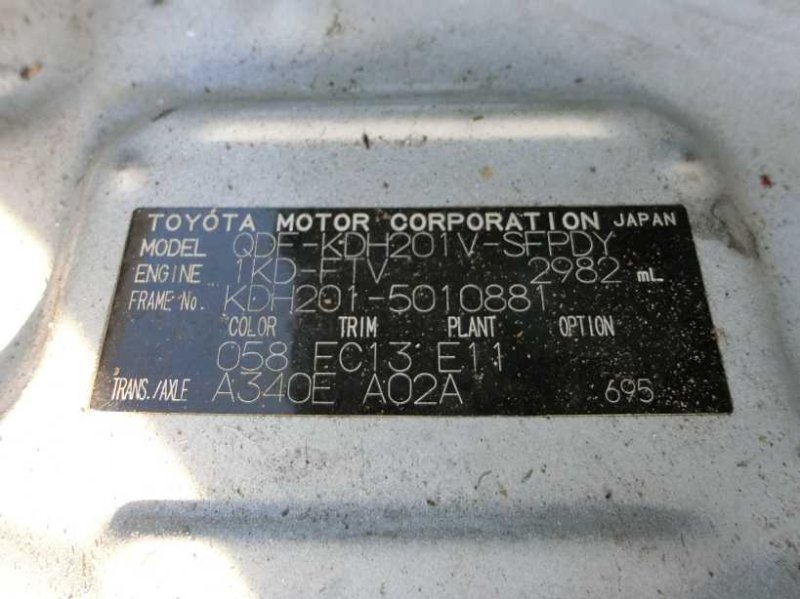 TOYOTA MOTOR CORPORATION JAPAN
MODEL QDF-KDH201V-SFPDY
ENGINE 1KD-FTV 2982 mL
FRAME No. KDH201-5010881
COLOR TRIM PLANT OPTION
058 EC13 E11
TRANS./AXLE A340E A02A 695